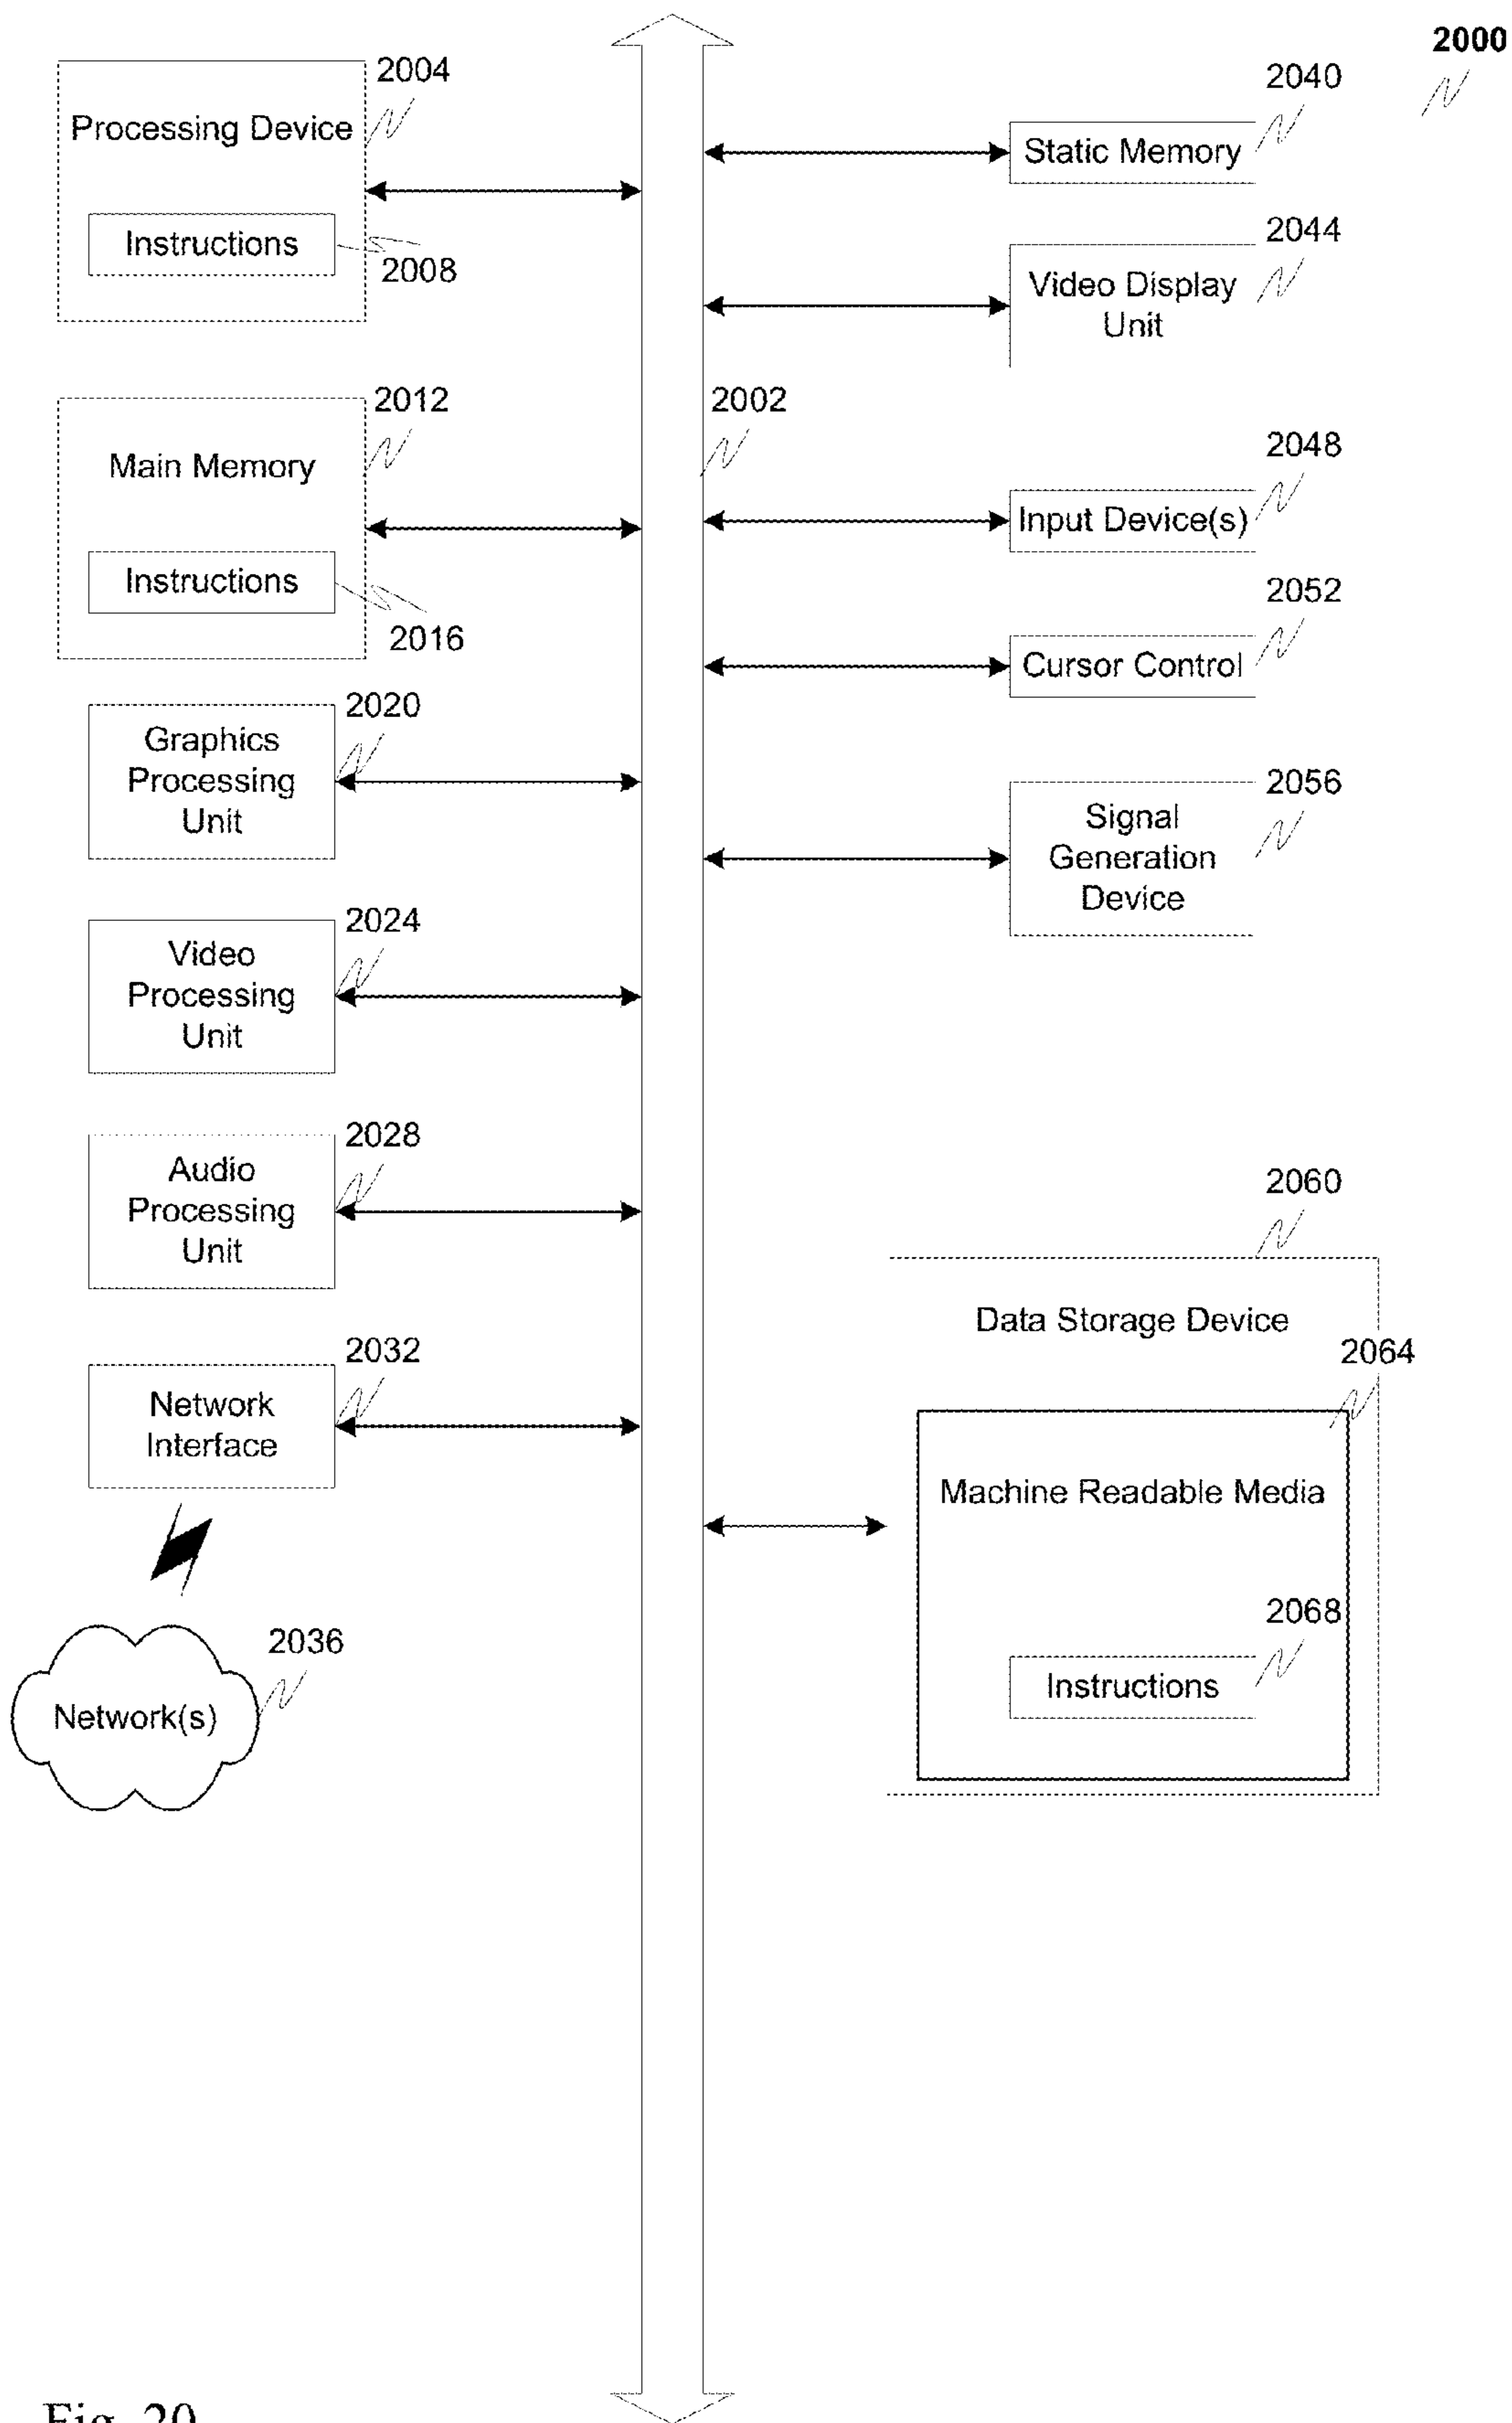 2000
2004
Processing Device
Instructions
2008
2012
Main Memory
Instructions
2016
2020
Graphics
Processing
Unit
2024
Video
Processing
Unit
2028
Audio
Processing
Unit
2032
Network
Interface
2036
Network(s)
2002
2040
Static Memory
2044
Video Display
Unit
2048
Input Device(s)
2052
Cursor Control
2056
Signal
Generation
Device
2060
Data Storage Device
2064
Machine Readable Media
2068
Instructions
Fig. 20